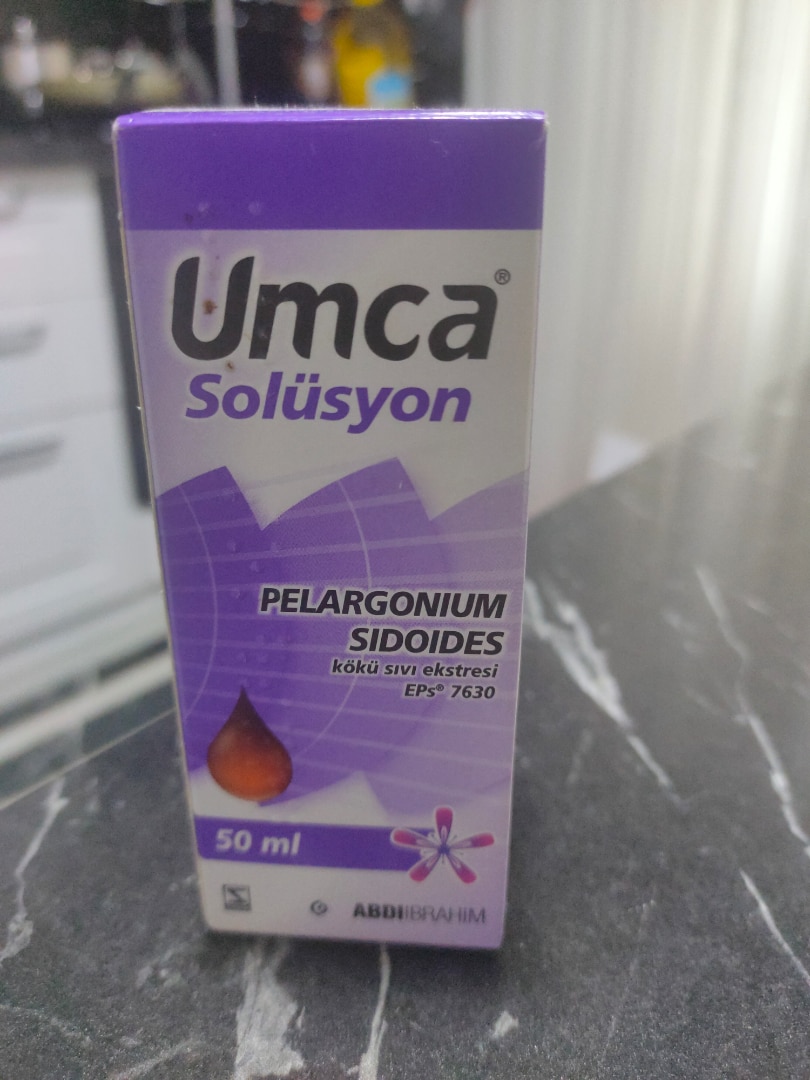 Umca®
Solüsyon
PELARGONIUM
SIDOIDES
kökü sıvı ekstresi
EPs® 7630
50 ml
ABDIIBRAHIM